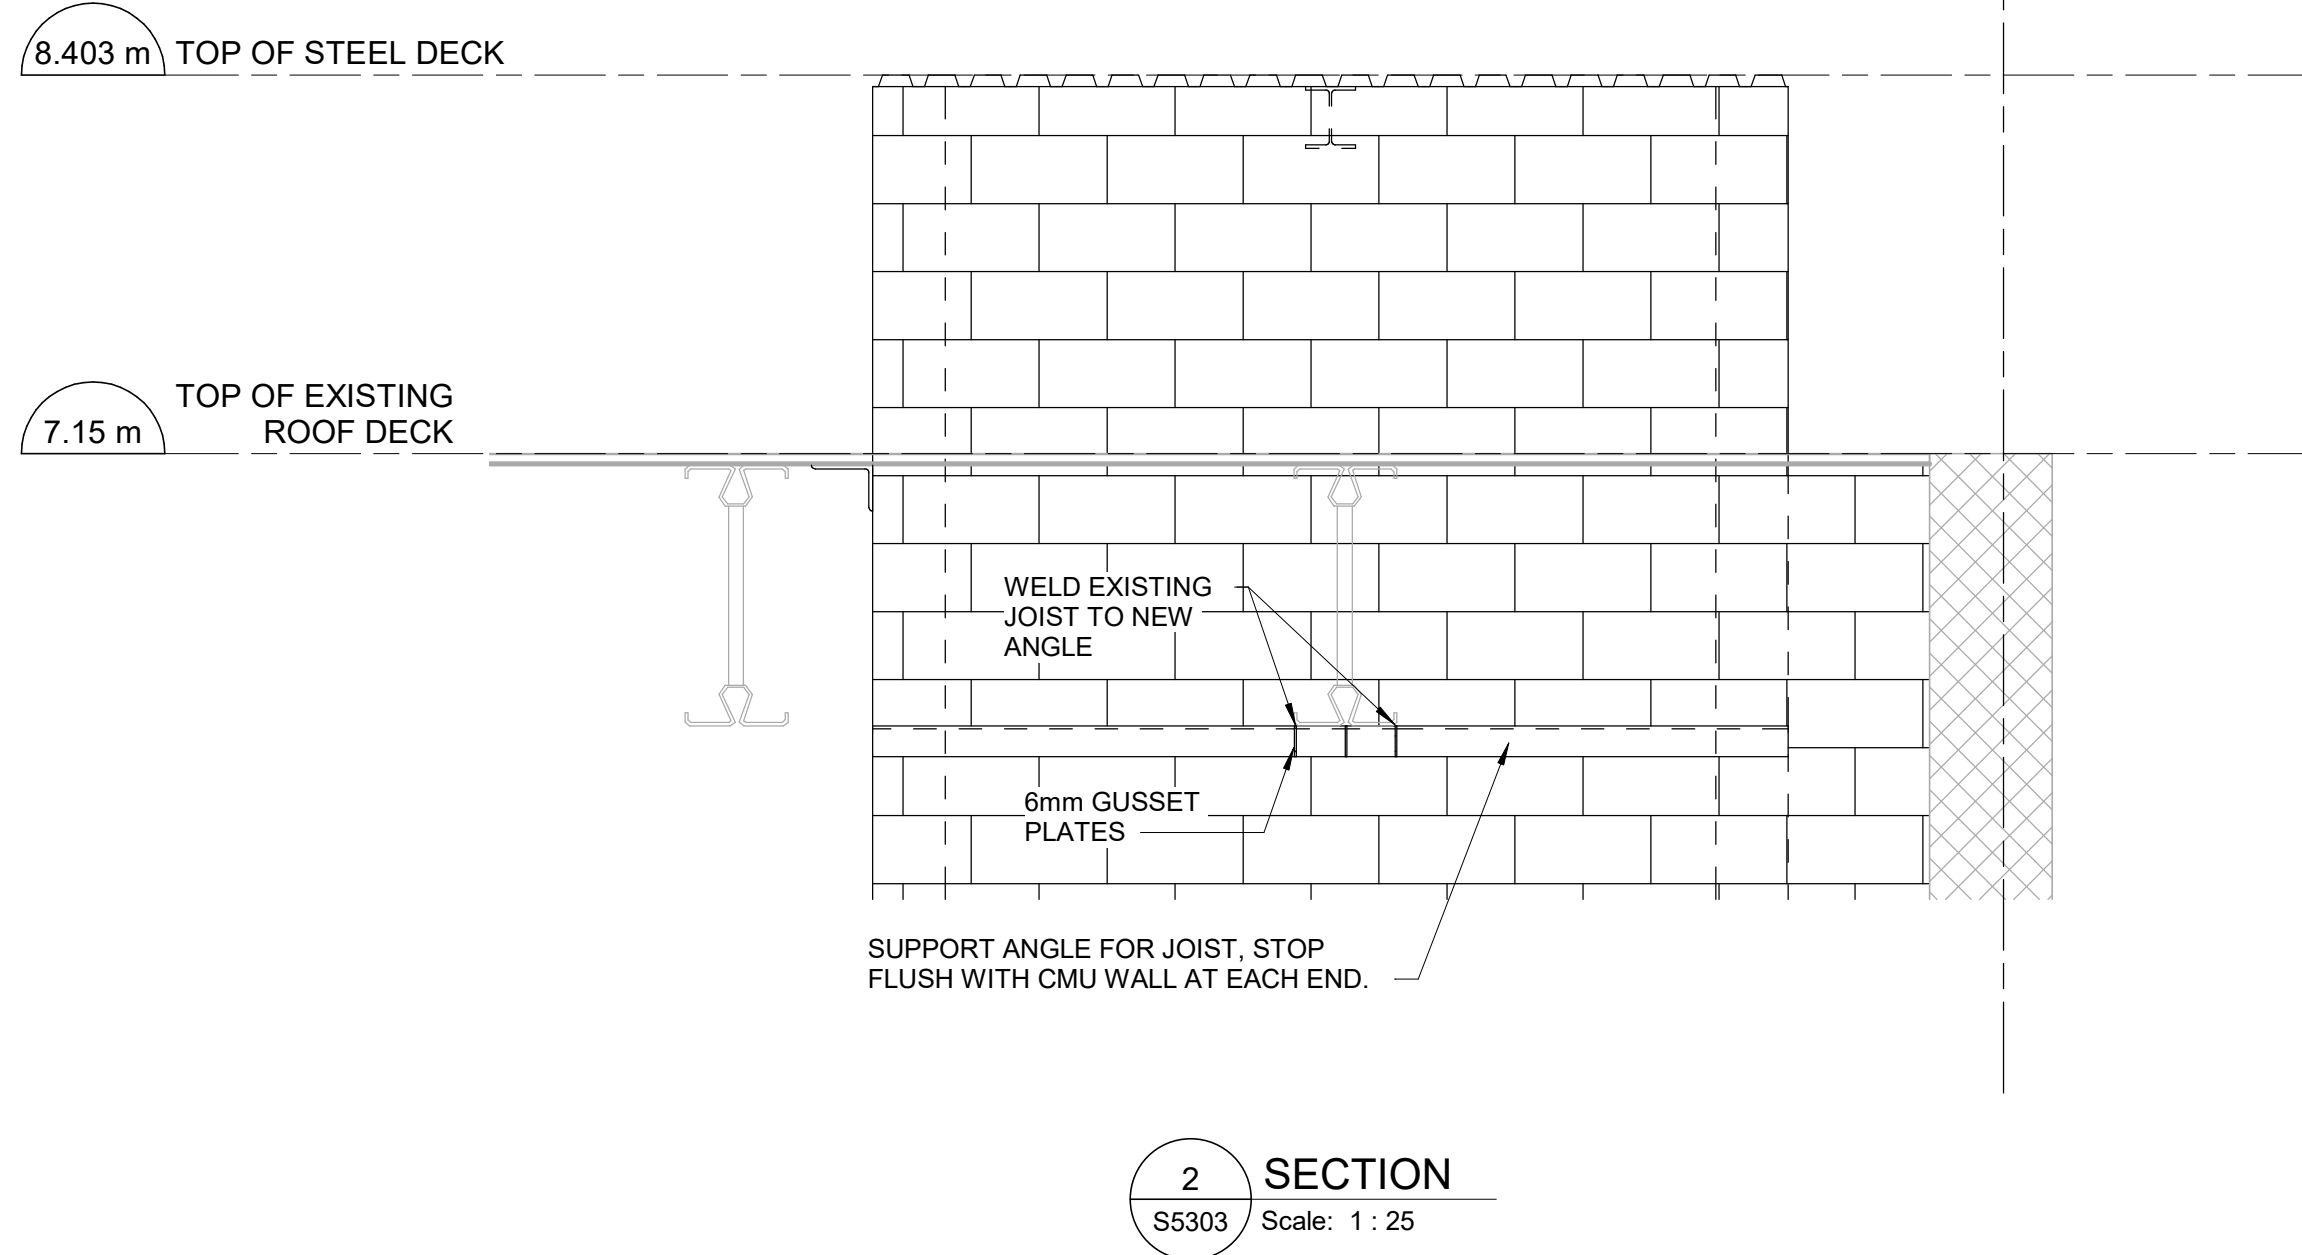 8.403 m TOP OF STEEL DECK
TOP OF EXISTING
7.15 m ROOF DECK
WELD EXISTING
JOIST TO NEW
ANGLE
6mm GUSSET
PLATES
SUPPORT ANGLE FOR JOIST, STOP
FLUSH WITH CMU WALL AT EACH END.
2 SECTION
S5303 Scale: 1 : 25